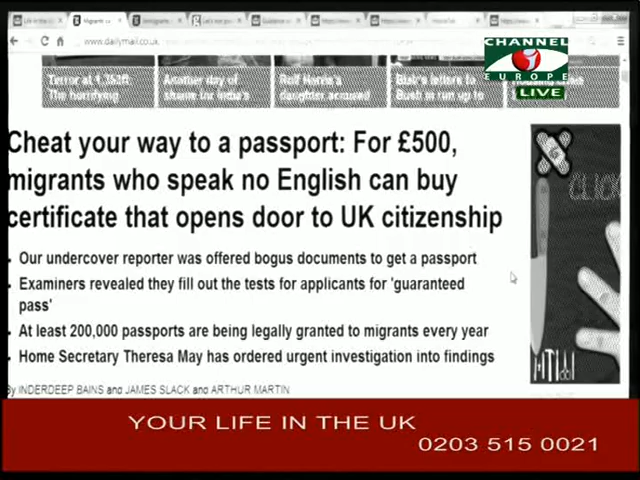 www.dailymail.co.uk
CHANNEL
i
EUROPE
LIVE
Terror at 1,352ft:
The horrifying
Another day of
shame for India's
Rolf Harris's
daughter accused
Blair's letters to
Bush in run up to
Cheat your way to a passport: For £500,
migrants who speak no English can buy
certificate that opens door to UK citizenship
Our undercover reporter was offered bogus documents to get a passport
Examiners revealed they fill out the tests for applicants for 'guaranteed
pass'
At least 200,000 passports are being legally granted to migrants every year
Home Secretary Theresa May has ordered urgent investigation into findings
By INDERDEEP BAINS and JAMES SLACK and ARTHUR MARTIN
CLICK
YOUR LIFE IN THE UK
0203 515 0021